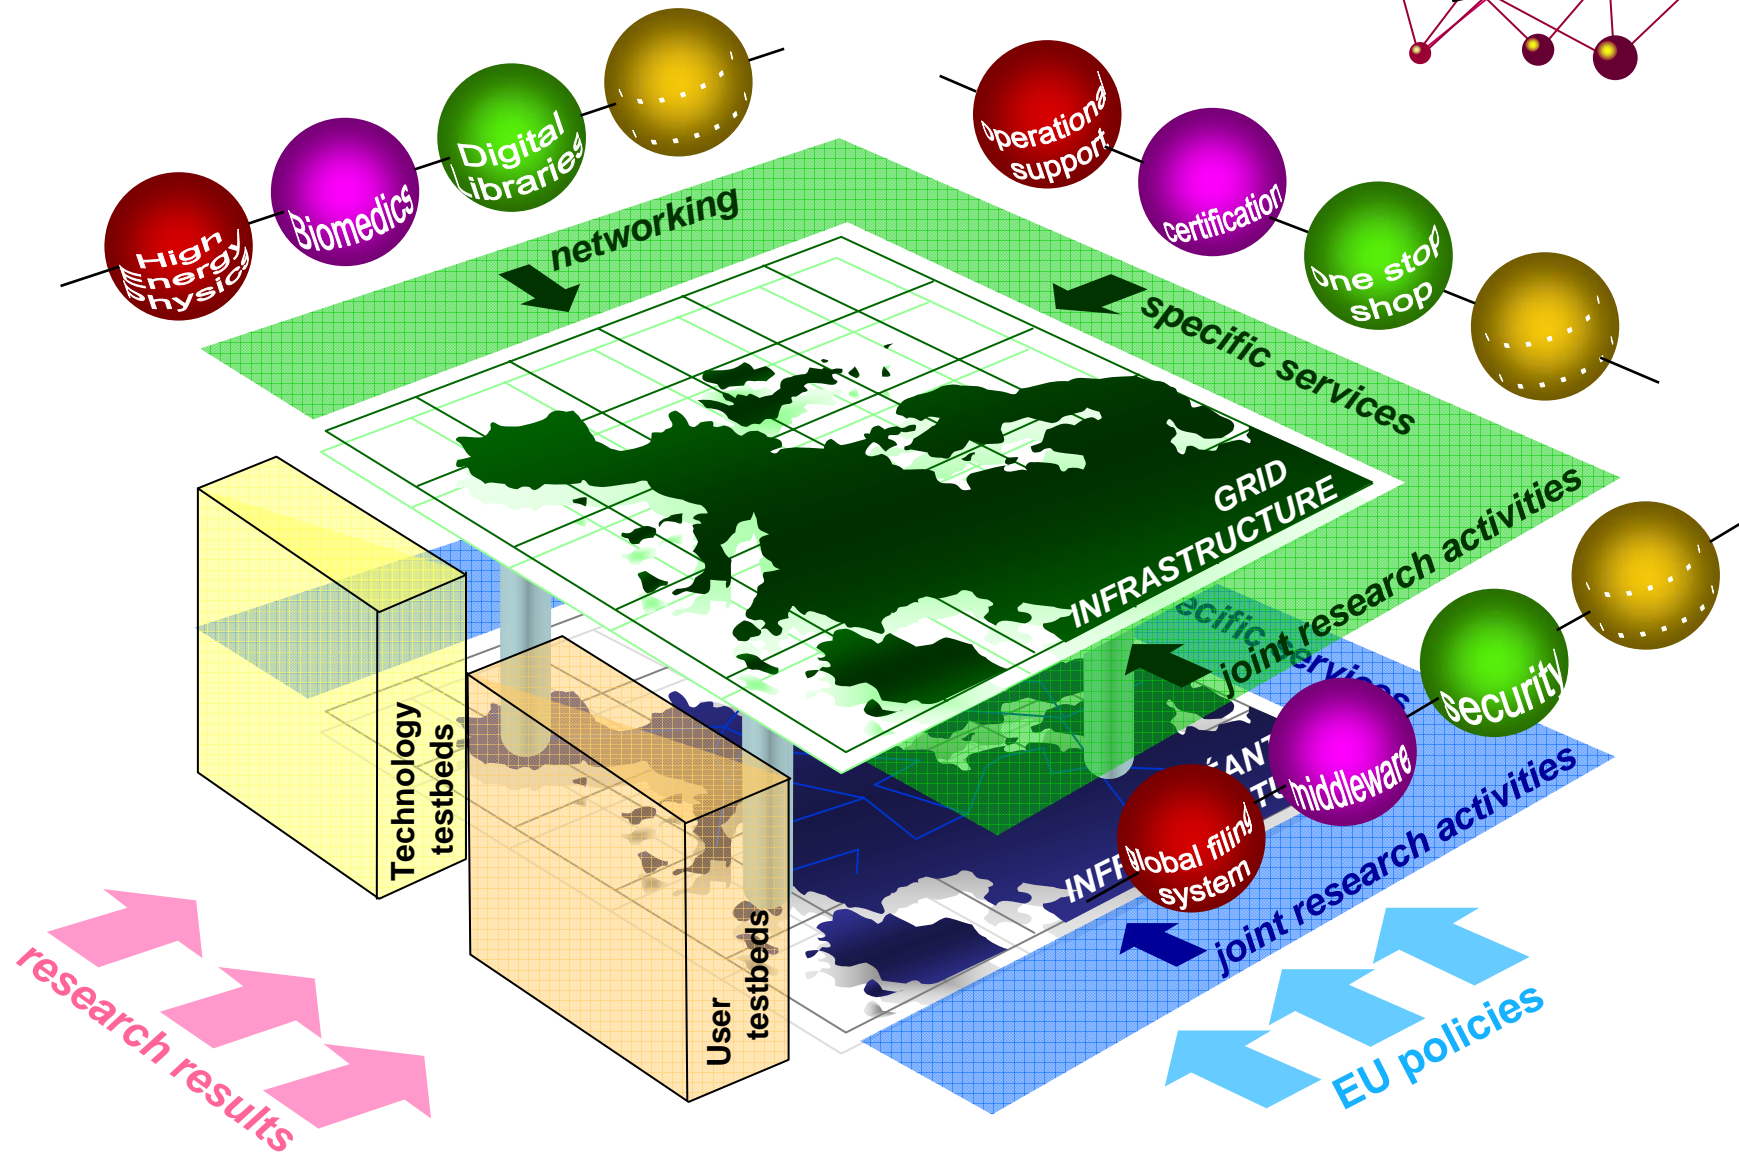 High
Energy
Physics
Biomedics
Digital
Libraries
Operational
support
certification
One stop
shop
networking
specific services
GRID
INFRASTRUCTURE
joint research activities
services
security
middleware
Global filing
system
joint research activities
Technology
testbeds
User
testbeds
research results
EU policies